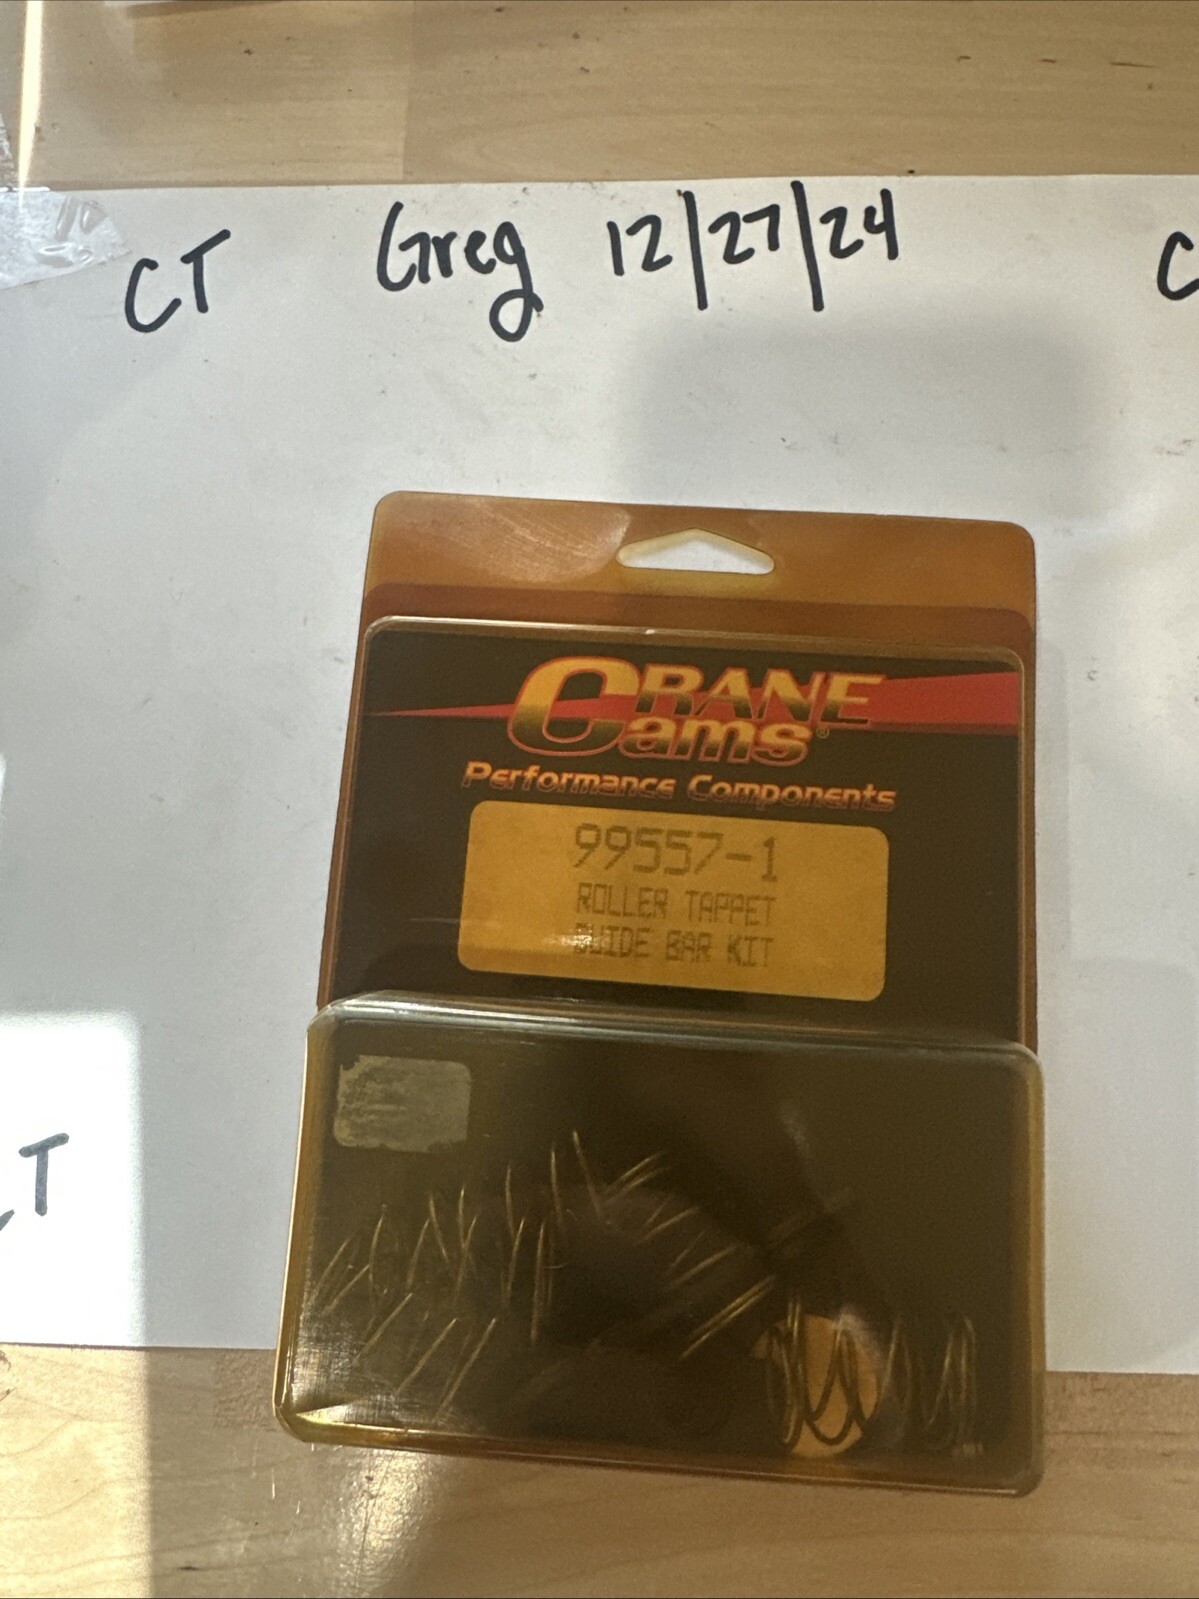 CT Greg 12/27/24 C
CRANE
Cams®
Performance Components
99557-1
ROLLER TAPPET
GUIDE BAR KIT
T